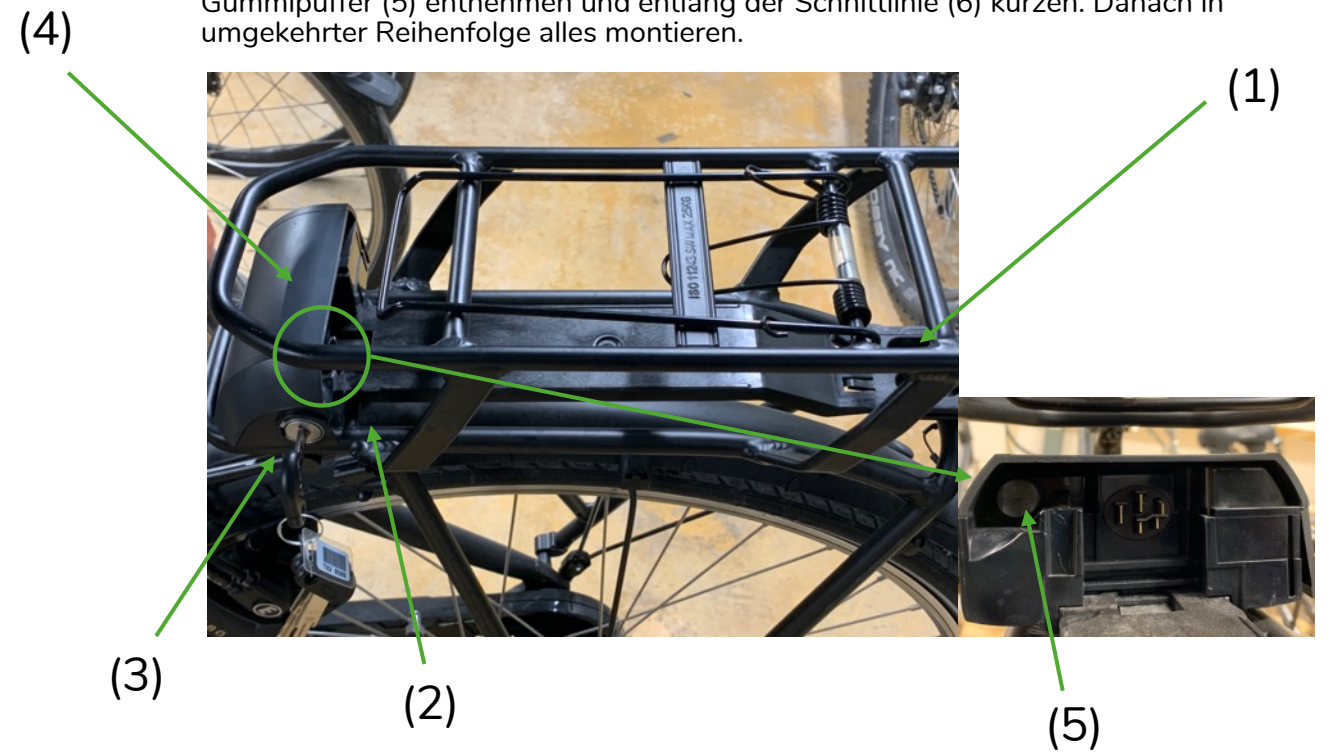 Gummipuffer (5) entnehmen und entlang der Schnittlinie (6) kürzen. Danach in
umgekehrter Reihenfolge alles montieren.
(4)
(1)
ISO 11243 SW MAX 25KG
(3)
(2)
(5)